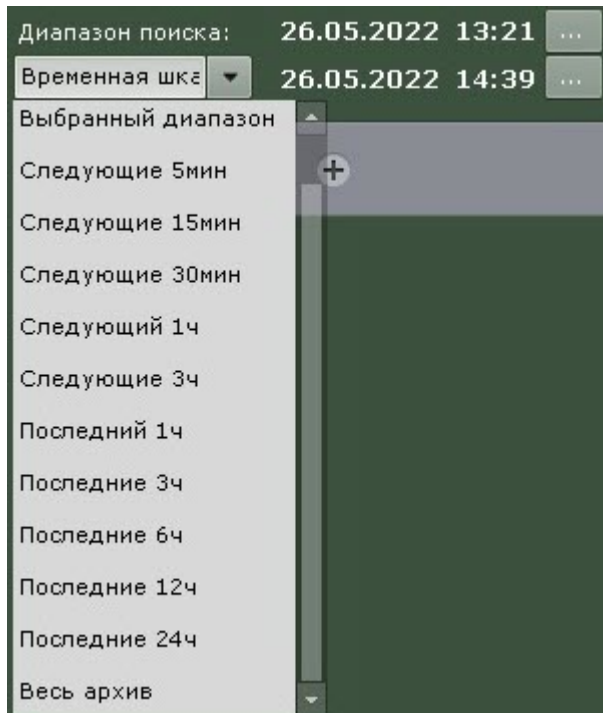 Диапазон поиска: 26.05.2022 13:21 ...
Временная шка 26.05.2022 14:39 ...
Выбранный диапазон
Следующие 5мин
Следующие 15мин
Следующие 30мин
Следующий 1ч
Следующие 3ч
Последний 1ч
Последние 3ч
Последние 6ч
Последние 12ч
Последние 24ч
Весь архив